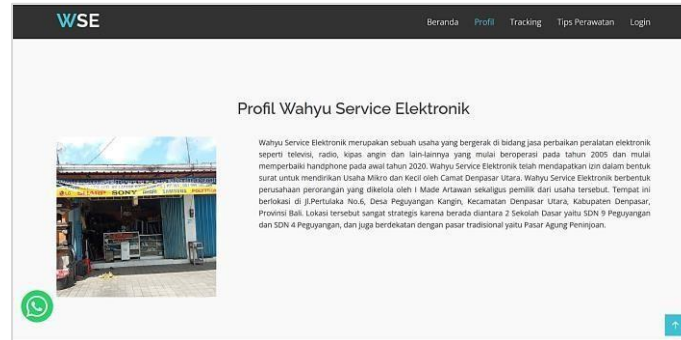 WSE
Beranda Profil Tracking Tips Perawatan Login
Profil Wahyu Service Elektronik
Wahyu Service Elektronik merupakan sebuah usaha yang bergerak di bidang jasa perbaikan peralatan elektronik
seperti televisi, radio, kipas angin dan lain-lainnya yang mulai beroperasi pada tahun 2005 dan mulai
memperbaiki handphone pada awal tahun 2020. Wahyu Service Elektronik telah mendapatkan izin dalam bentuk
surat untuk mendirikan Usaha Mikro dan Kecil oleh Camat Denpasar Utara. Wahyu Service Elektronik berbentuk
perusahaan perorangan yang dikelola oleh I Made Artawan sekaligus pemilik dari usaha tersebut. Tempat ini
berlokasi di Jl.Pertulaka No.6, Desa Peguyangan Kangin, Kecamatan Denpasar Utara, Kabupaten Denpasar,
Provinsi Bali. Lokasi tersebut sangat strategis karena berada diantara 2 Sekolah Dasar yaitu SDN 9 Peguyangan
dan SDN 4 Peguyangan, dan juga berdekatan dengan pasar tradisional yaitu Pasar Agung Peninjoan.
SONY